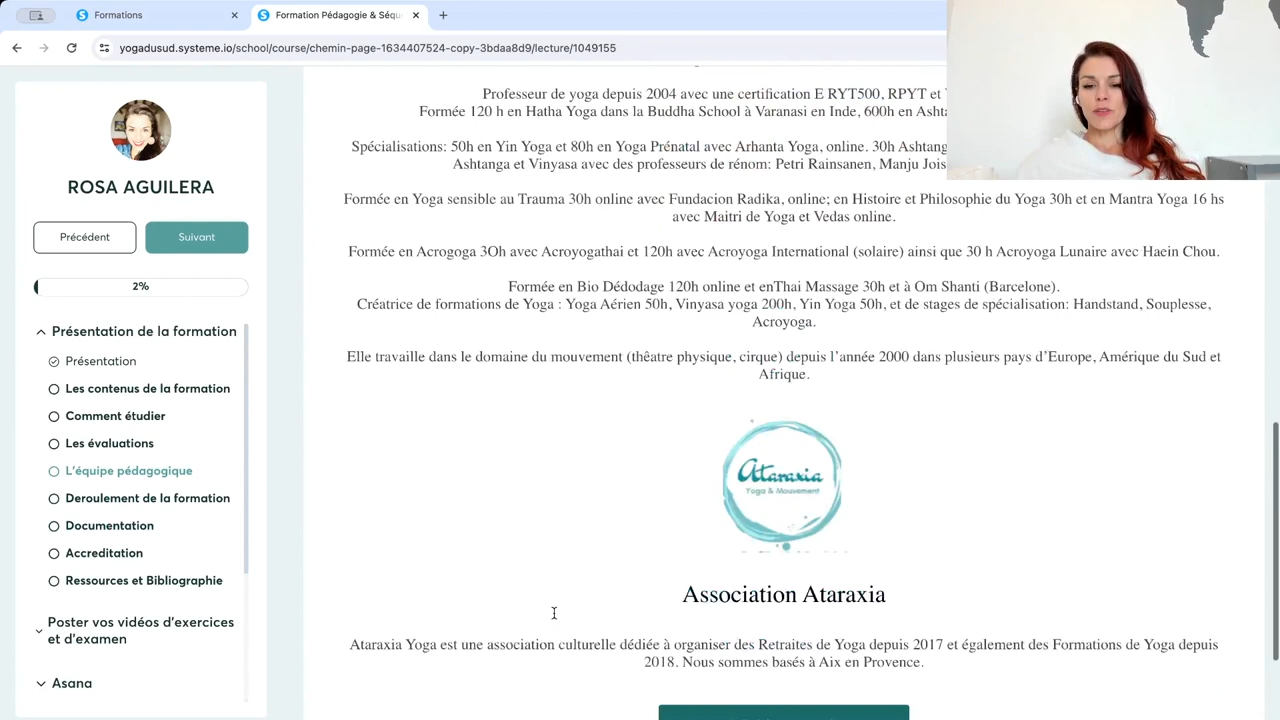 Formations
Formation Pédagogie & Séqu
yogadusud.systeme.io/school/course/chemin-page-1634407524-copy-3bdaa8d9/lecture/1049155
ROSA AGUILERA
Précédent
Suivant
2%
Présentation de la formation
Présentation
Les contenus de la formation
Comment étudier
Les évaluations
L'équipe pédagogique
Deroulement de la formation
Documentation
Accreditation
Ressources et Bibliographie
Poster vos vidéos d'exercices
et d'examen
Asana
Professeur de yoga depuis 2004 avec une certification E RYT500, RPYT et
Formée 120 h en Hatha Yoga dans la Buddha School à Varanasi en Inde, 600h en Ashta
Spécialisations: 50h en Yin Yoga et 80h en Yoga Prénatal avec Arhanta Yoga, online. 30h Ashtang
Ashtanga et Vinyasa avec des professeurs de rénom: Petri Rainsanen, Manju Jois
Formée en Yoga sensible au Trauma 30h online avec Fundacion Radika, online; en Histoire et Philosophie du Yoga 30h et en Mantra Yoga 16 hs
avec Maitri de Yoga et Vedas online.
Formée en Acrogoga 3Oh avec Acroyogathai et 120h avec Acroyoga International (solaire) ainsi que 30 h Acroyoga Lunaire avec Haein Chou.
Formée en Bio Dédodage 120h online et enThai Massage 30h et à Om Shanti (Barcelone).
Créatrice de formations de Yoga : Yoga Aérien 50h, Vinyasa yoga 200h, Yin Yoga 50h, et de stages de spécialisation: Handstand, Souplesse,
Acroyoga.
Elle travaille dans le domaine du mouvement (thêatre physique, cirque) depuis l'année 2000 dans plusieurs pays d'Europe, Amérique du Sud et
Afrique.
Ataraxia
Yoga & Mouvement
Association Ataraxia
Ataraxia Yoga est une association culturelle dédiée à organiser des Retraites de Yoga depuis 2017 et également des Formations de Yoga depuis
2018. Nous sommes basés à Aix en Provence.